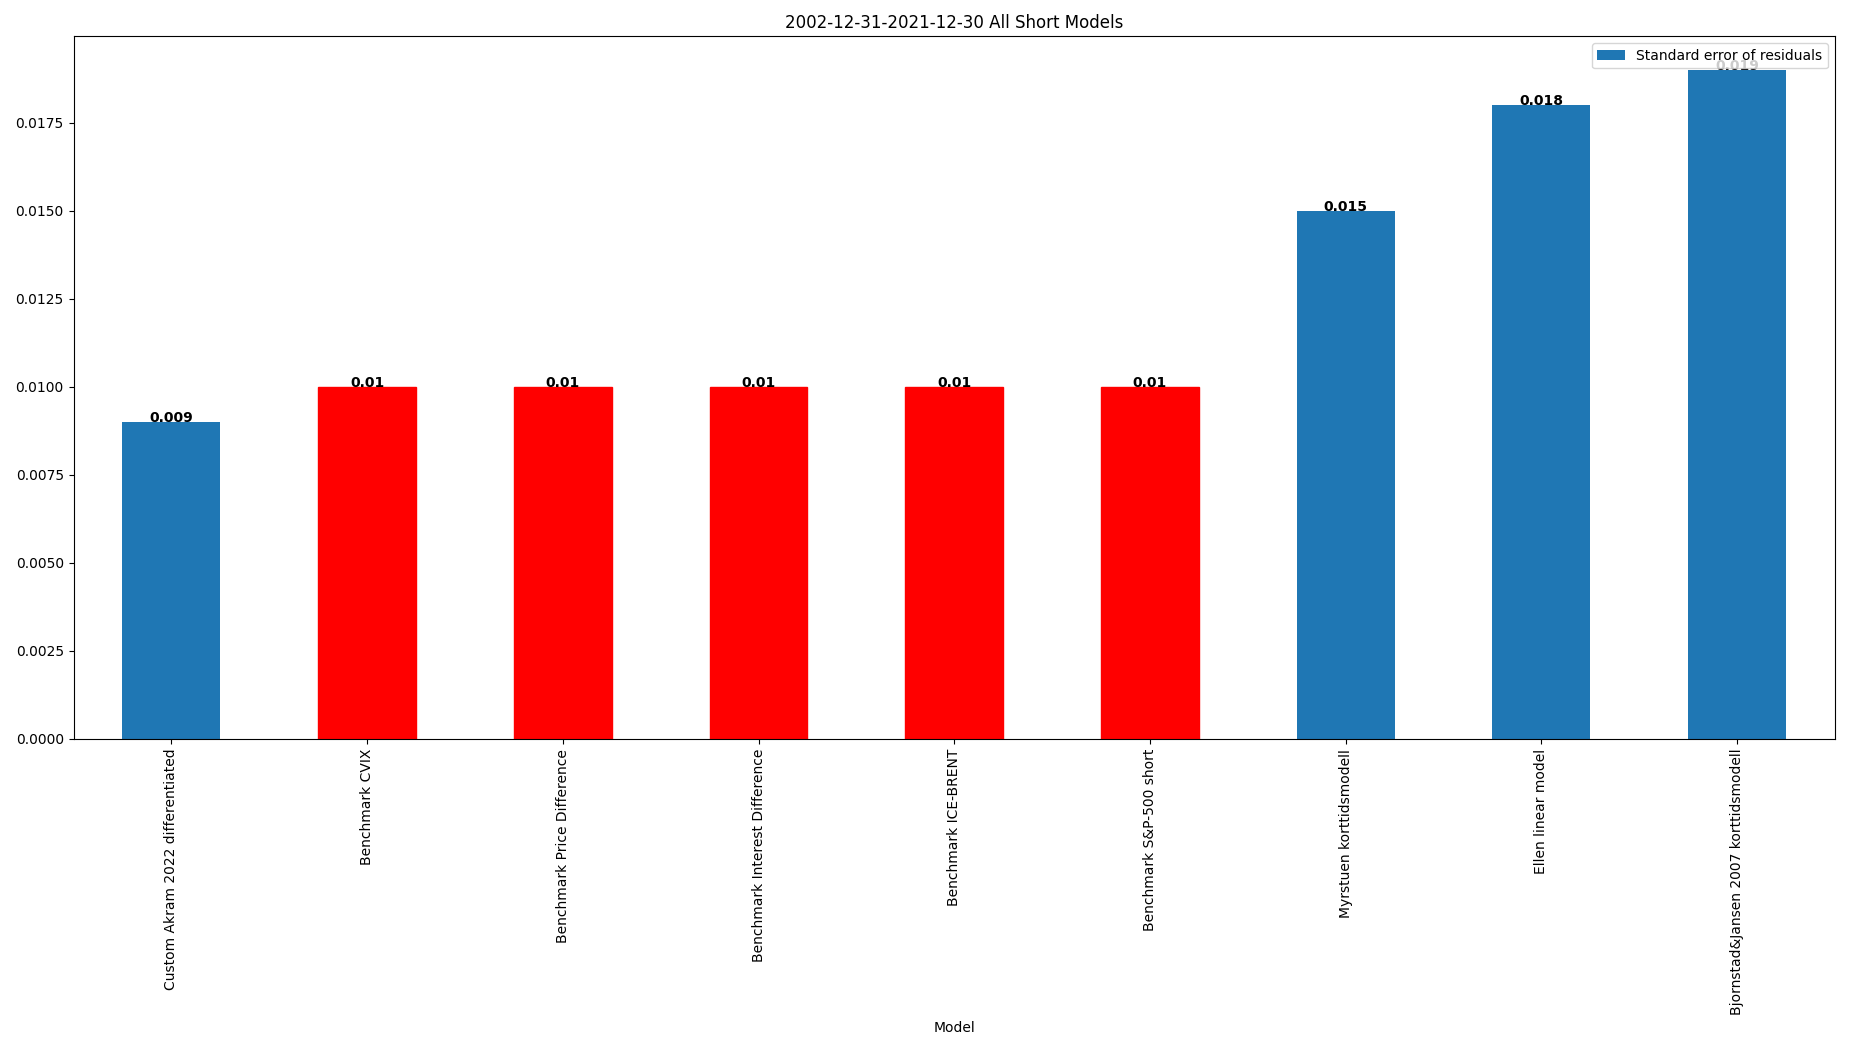 2002-12-31-2021-12-30 All Short Models
Standard error of residuals
0.019
0.018
0.0175
0.015
0.0150
0.0125
0.01
0.01
0.01
0.01
0.01
0.0100
0.009
0.0075
0.0050
0.0025
0.0000
Custom Akram 2022 differentiated
Benchmark CVIX
Benchmark Price Difference
Benchmark Interest Difference
Benchmark ICE-BRENT
Benchmark S&P-500 short
Myrstuen korttidsmodell
Ellen linear model
Bjornstad&Jansen 2007 korttidsmodell
Model